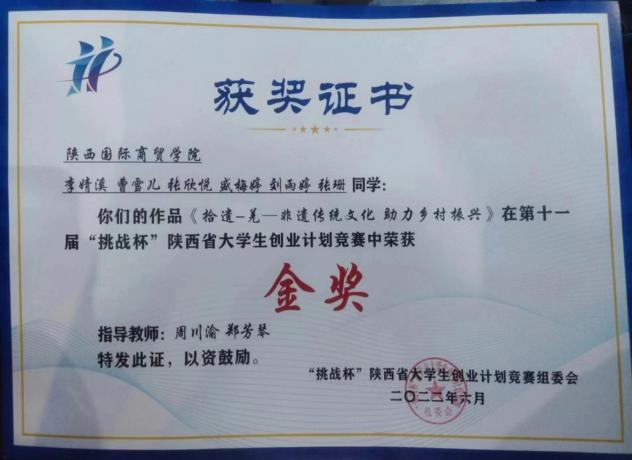 获奖证书
陕西国际商贸学院
李婧溪 曹雪儿 张欣悦 盛梅婷 刘雨婷 张珊 同学：
你们的作品《拾遗-羌—非遗传统文化 助力乡村振兴》在第十一
届“挑战杯”陕西省大学生创业计划竞赛中荣获
金奖
指导教师：周川渝 郑芳琴
特发此证，以资鼓励。
“挑战杯”陕西省大学生创业计划竞赛组委会
二〇二二年六月
组委会